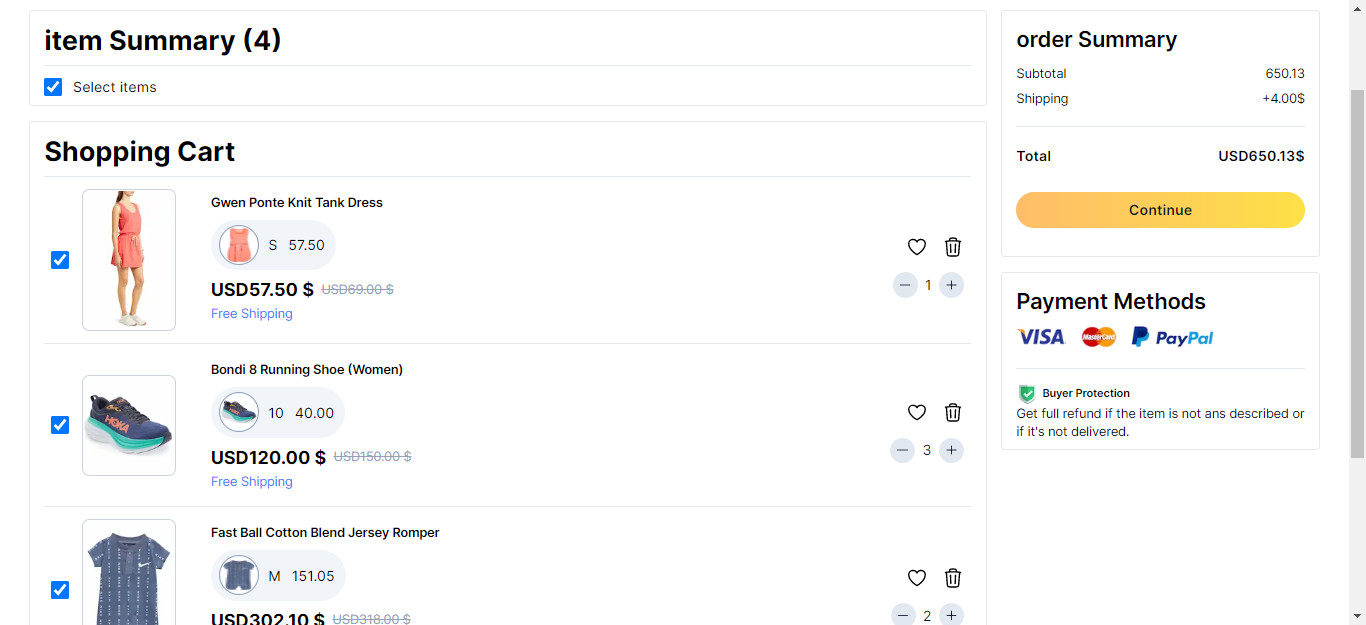 item Summary (4)
Select items
Shopping Cart
Gwen Ponte Knit Tank Dress
S 57.50
USD57.50 $ USD69.00 $
Free Shipping
1
Bondi 8 Running Shoe (Women)
HOKA
10 40.00
USD120.00 $ USD150.00 $
Free Shipping
3
Fast Ball Cotton Blend Jersey Romper
M 151.05
USD302.10 $ USD318.00 $
2
order Summary
Subtotal 650.13
Shipping +4.00$
Total USD650.13$
Continue
Payment Methods
VISA MasterCard PayPal
Buyer Protection
Get full refund if the item is not ans described or
if it's not delivered.